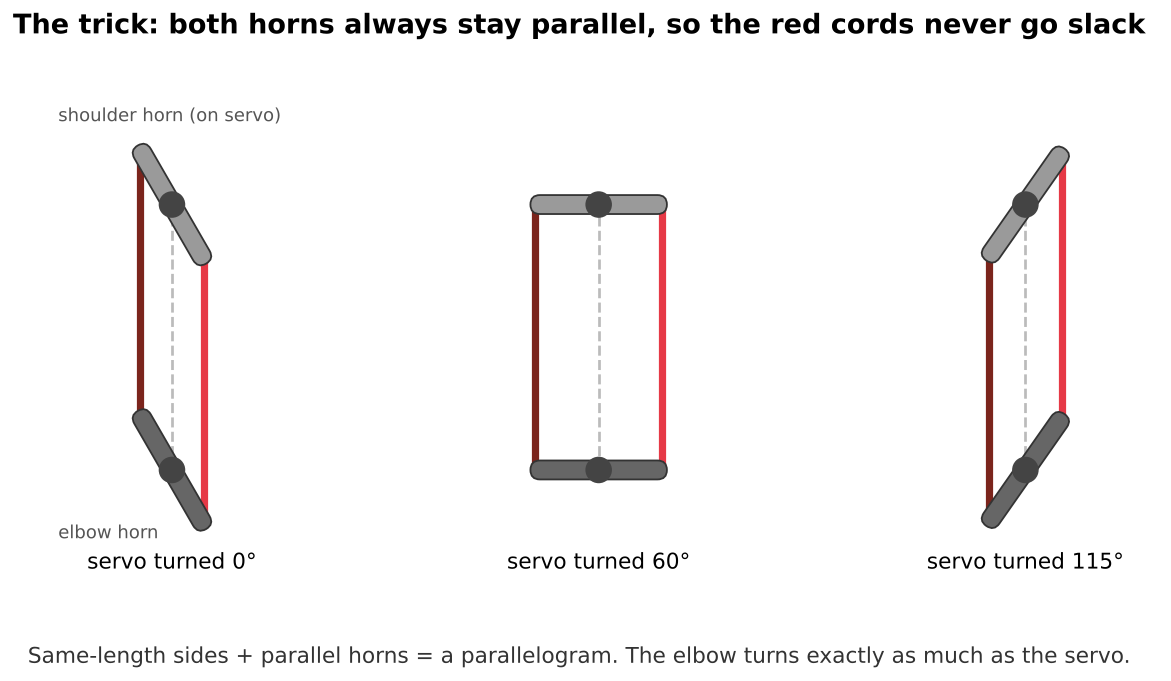 The trick: both horns always stay parallel, so the red cords never go slack
shoulder horn (on servo)
elbow horn
servo turned 0°
servo turned 60°
servo turned 115°
Same-length sides + parallel horns = a parallelogram. The elbow turns exactly as much as the servo.